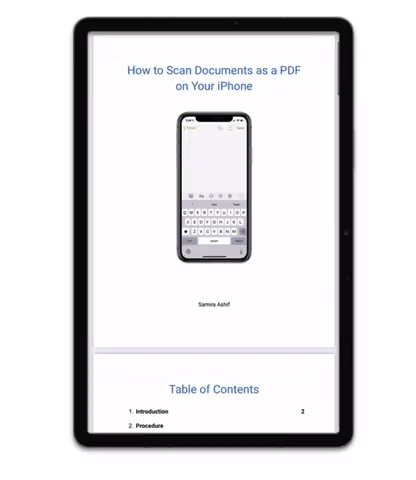 How to Scan Documents as a PDF
on Your iPhone
Samira Ashif
Table of Contents
1. Introduction 2
2. Procedure